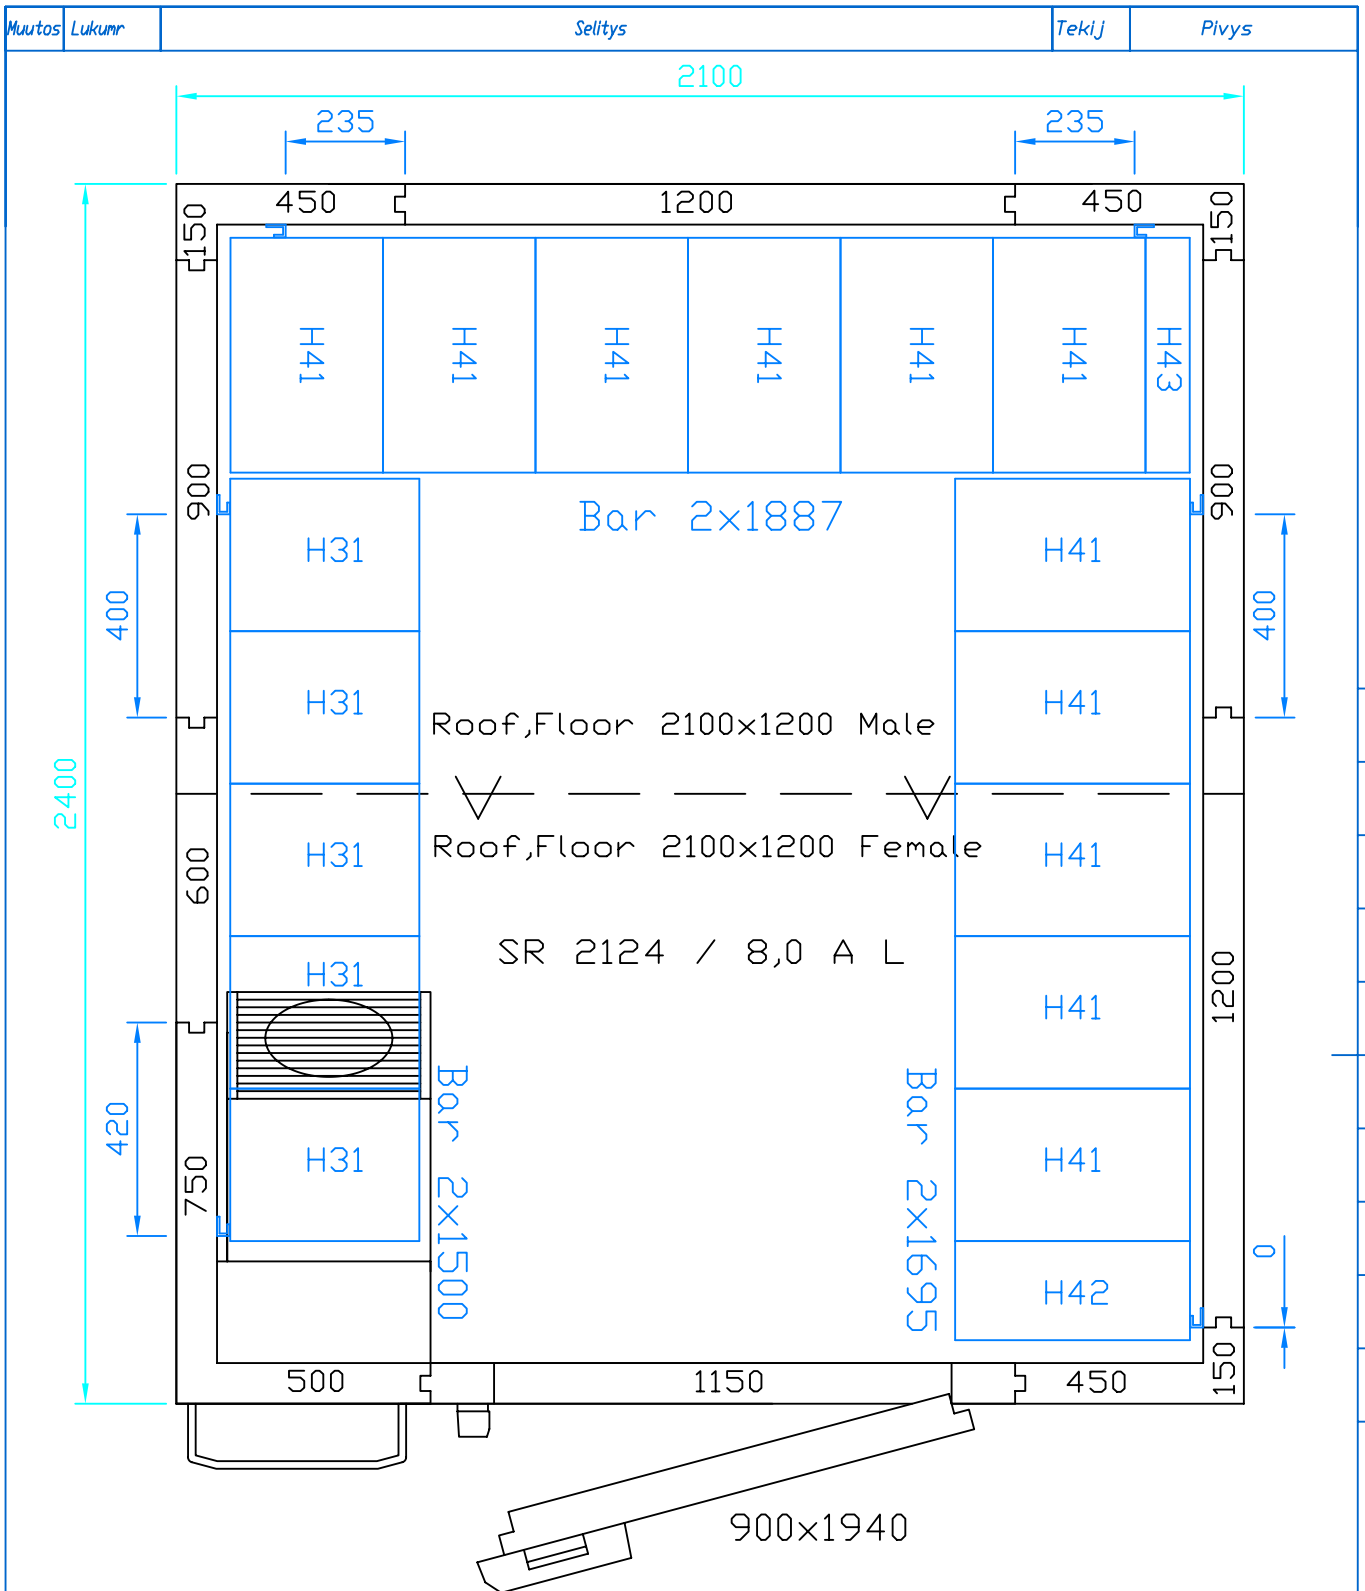 Muutos Lukumr Selitys Tekij Pivys
2100
235 235
450 1200 450
150 150
H41 H41 H41 H41 H41 H41 H43
900 900
Bar 2x1887
H31 H41
400 400
H31 H41
Roof,Floor 2100x1200 Male
2400
Roof,Floor 2100x1200 Female
H31 H41
600
SR 2124 / 8,0 A L
H31 H41
1200
420
Bar 2x1500
Bar 2x1695
H31 H41
750
0
H42
500 1150 450
150
900x1940